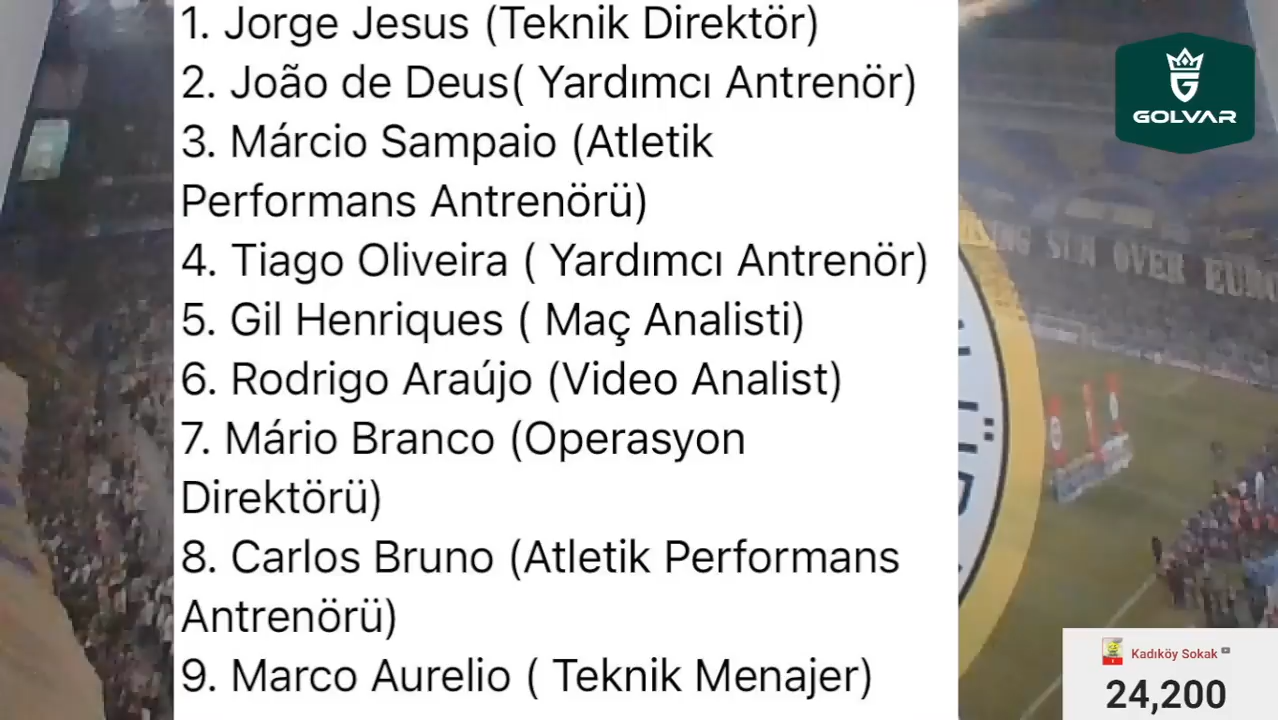 1. Jorge Jesus (Teknik Direktör)
2. João de Deus( Yardımcı Antrenör)
3. Márcio Sampaio (Atletik
Performans Antrenörü)
4. Tiago Oliveira ( Yardımcı Antrenör)
5. Gil Henriques ( Maç Analisti)
6. Rodrigo Araújo (Video Analist)
7. Mário Branco (Operasyon
Direktörü)
8. Carlos Bruno (Atletik Performans
Antrenörü)
9. Marco Aurelio ( Teknik Menajer)
GOLVAR
SUN OVER
Kadıköy Sokak
24,200